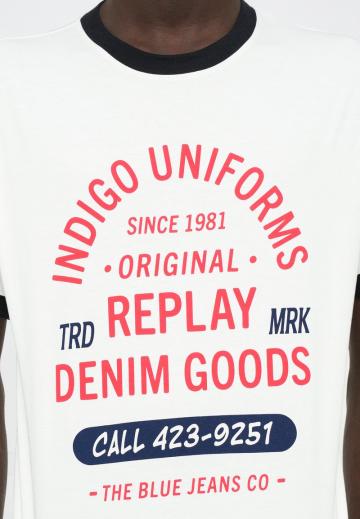 INDIGO UNIFORMS
SINCE 1981
• ORIGINAL •
TRD REPLAY MRK
DENIM GOODS
CALL 423-9251
- THE BLUE JEANS CO -